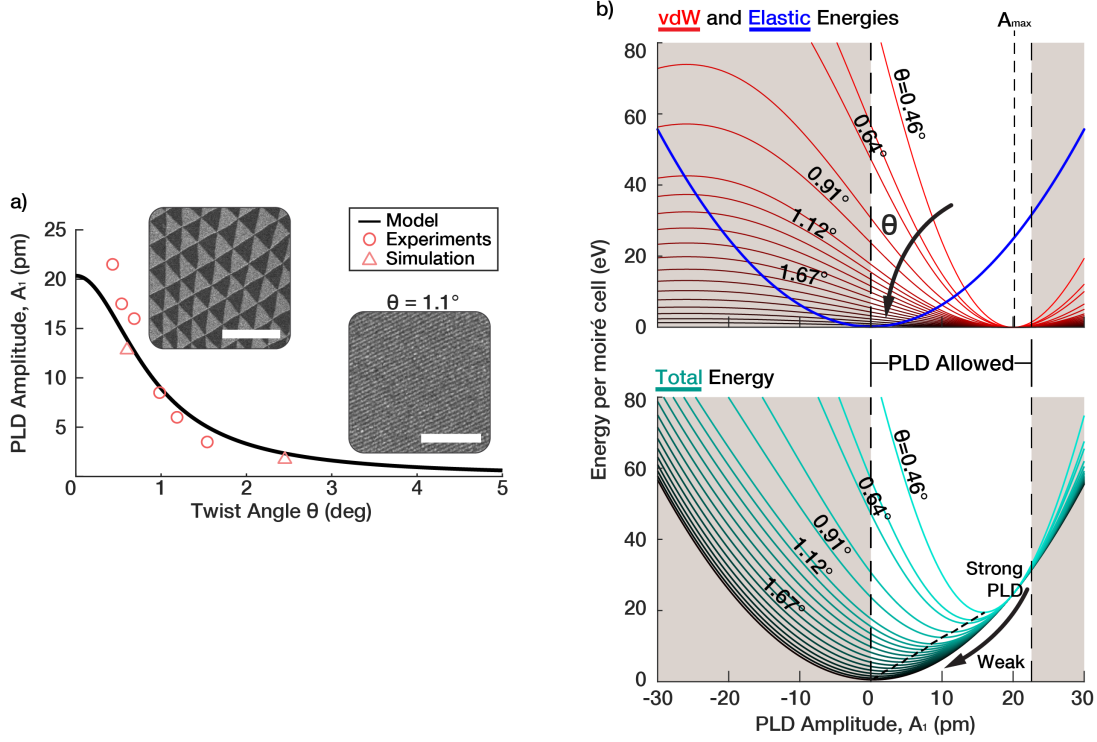 a)
PLD Amplitude, A₁ (pm)
25
20
15
10
5
0
1
2
3
4
5
Twist Angle θ (deg)
Model
Experiments
Simulation
θ = 1.1°
b)
vdW and Elastic Energies
Amax
80
60
40
20
0
θ=0.46°
0.64°
0.91°
1.12°
1.67°
θ
Energy per moiré cell (eV)
PLD Allowed
Total Energy
80
60
40
20
0
θ=0.46°
0.64°
0.91°
1.12°
1.67°
Strong
PLD
Weak
-30
-20
-10
0
10
20
30
PLD Amplitude, A₁ (pm)